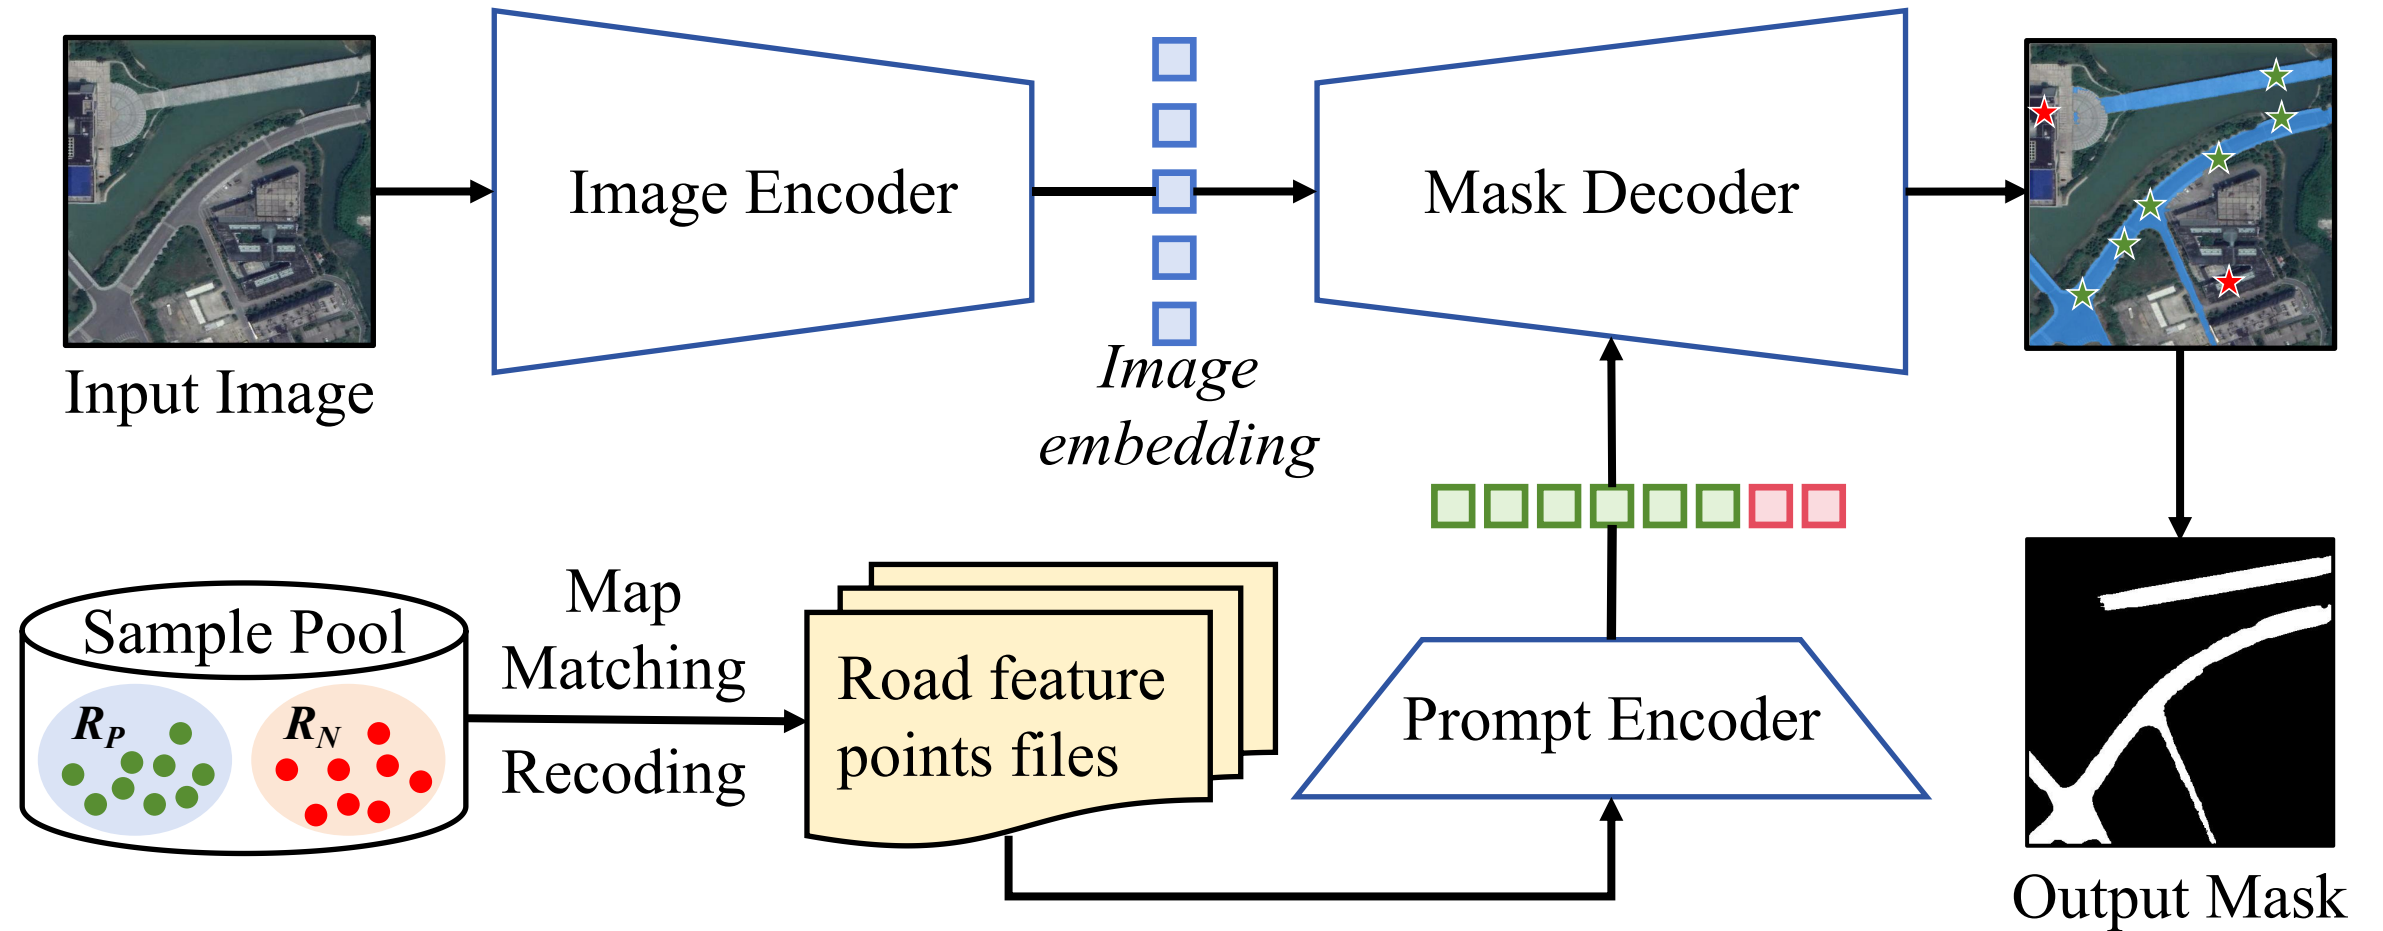 Input Image
Image Encoder
Image
embedding
Mask Decoder
Sample Pool
R_P
R_N
Map
Matching
Recoding
Road feature
points files
Prompt Encoder
Output Mask